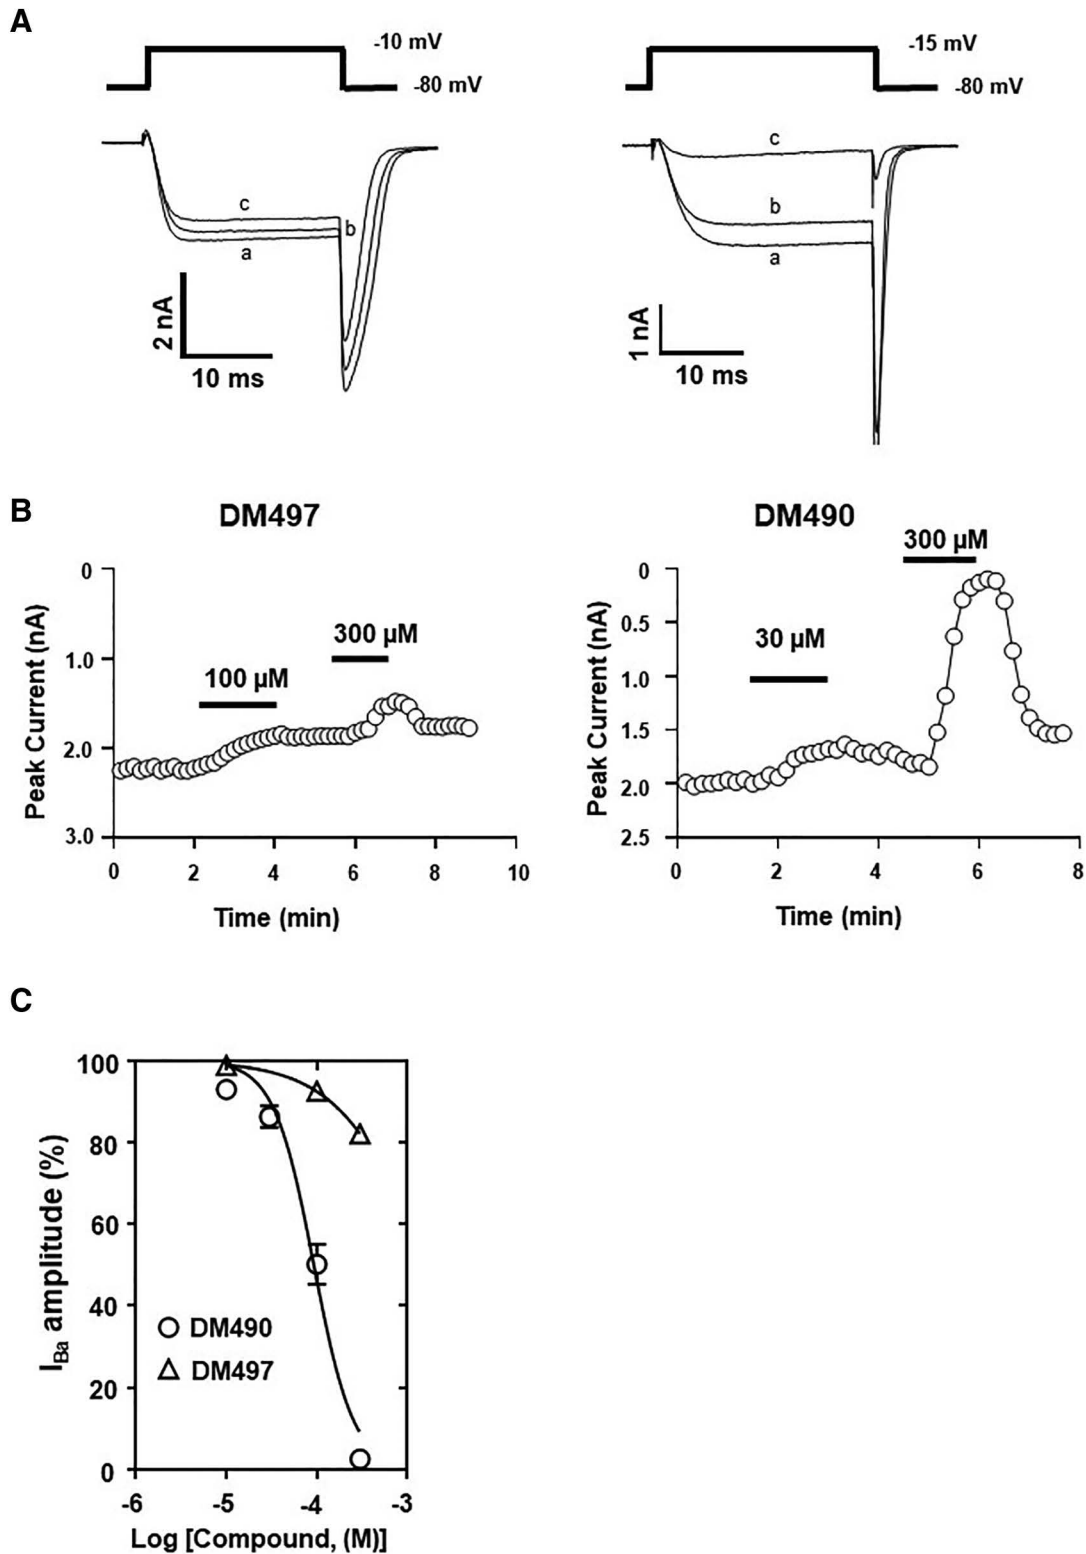 A
-10 mV
-80 mV
-15 mV
-80 mV
c
b
a
2 nA
10 ms
c
b
a
1 nA
10 ms
B
DM497
DM490
Peak Current (nA)
0
1.0
2.0
3.0
100 µM
300 µM
0 2 4 6 8 10
Time (min)
Peak Current (nA)
0
0.5
1.0
1.5
2.0
2.5
30 µM
300 µM
0 2 4 6 8
Time (min)
C
I_Ba amplitude (%)
100
80
60
40
20
0
DM490
DM497
-6 -5 -4 -3
Log [Compound, (M)]